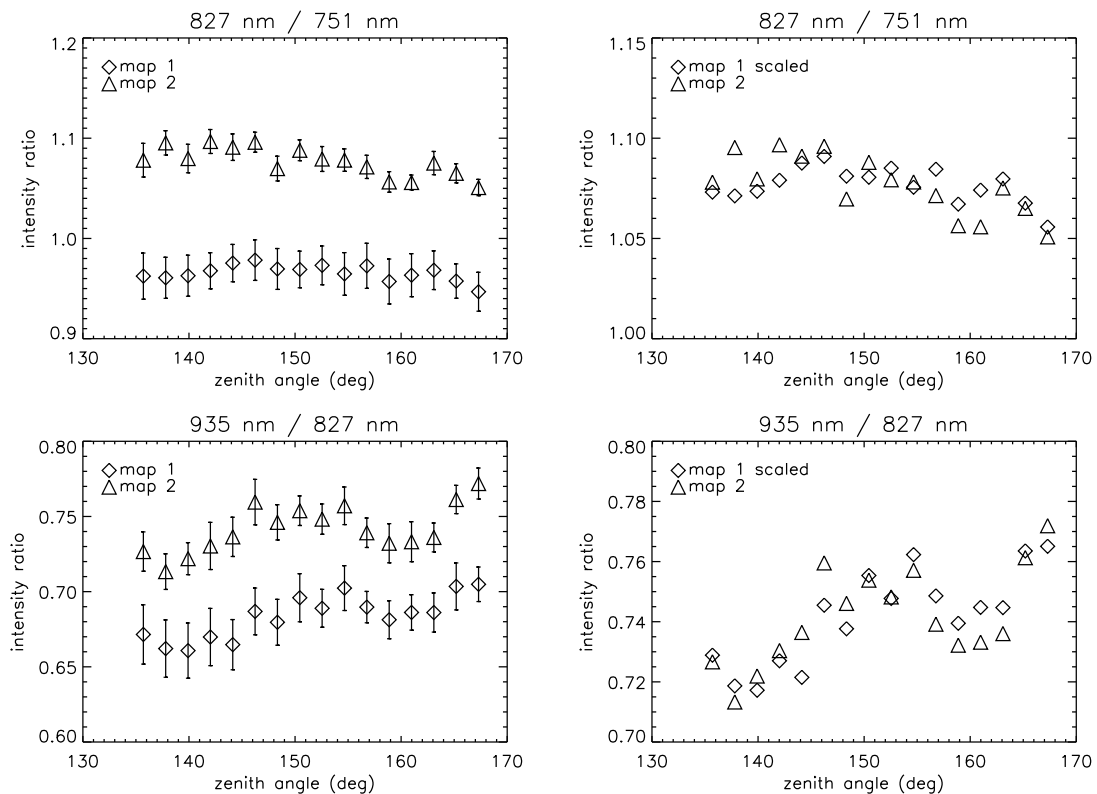 827 nm / 751 nm
1.2
1.1
1.0
0.9
intensity ratio
map 1
map 2
130 140 150 160 170
zenith angle (deg)
827 nm / 751 nm
1.15
1.10
1.05
1.00
intensity ratio
map 1 scaled
map 2
130 140 150 160 170
zenith angle (deg)
935 nm / 827 nm
0.80
0.75
0.70
0.65
0.60
intensity ratio
map 1
map 2
130 140 150 160 170
zenith angle (deg)
935 nm / 827 nm
0.80
0.78
0.76
0.74
0.72
0.70
intensity ratio
map 1 scaled
map 2
130 140 150 160 170
zenith angle (deg)